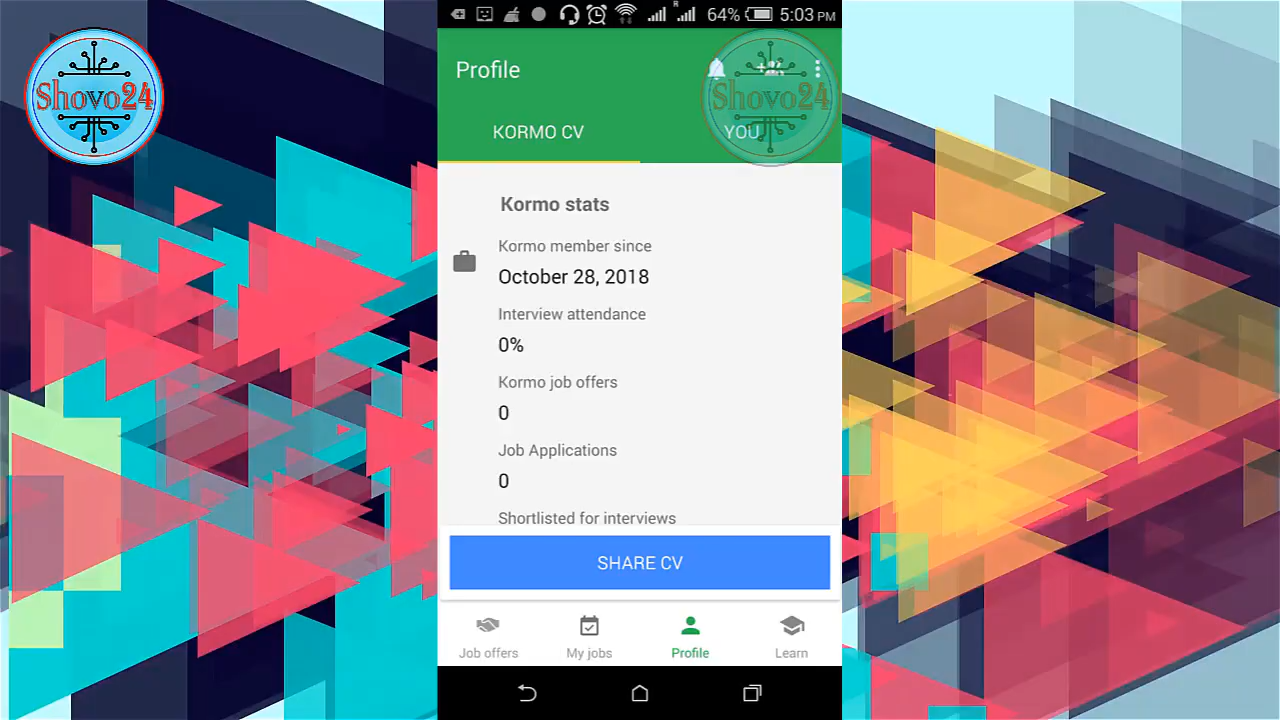 Shovo24
64% 5:03 PM
R
Profile
Shovo24
KORMO CV
YOU
Kormo stats
Kormo member since
October 28, 2018
Interview attendance
0%
Kormo job offers
0
Job Applications
0
Shortlisted for interviews
SHARE CV
Job offers
My jobs
Profile
Learn